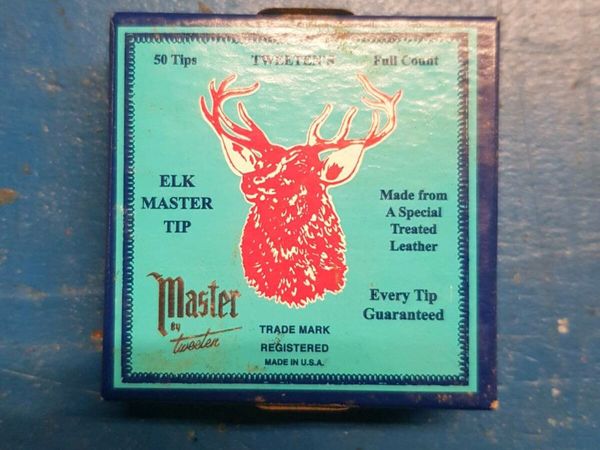 50 Tips TWEETEN'S Full Count
ELK
MASTER
TIP
Made from
A Special
Treated
Leather
Master
BY
tweeten
Every Tip
Guaranteed
TRADE MARK
REGISTERED
MADE IN U.S.A.